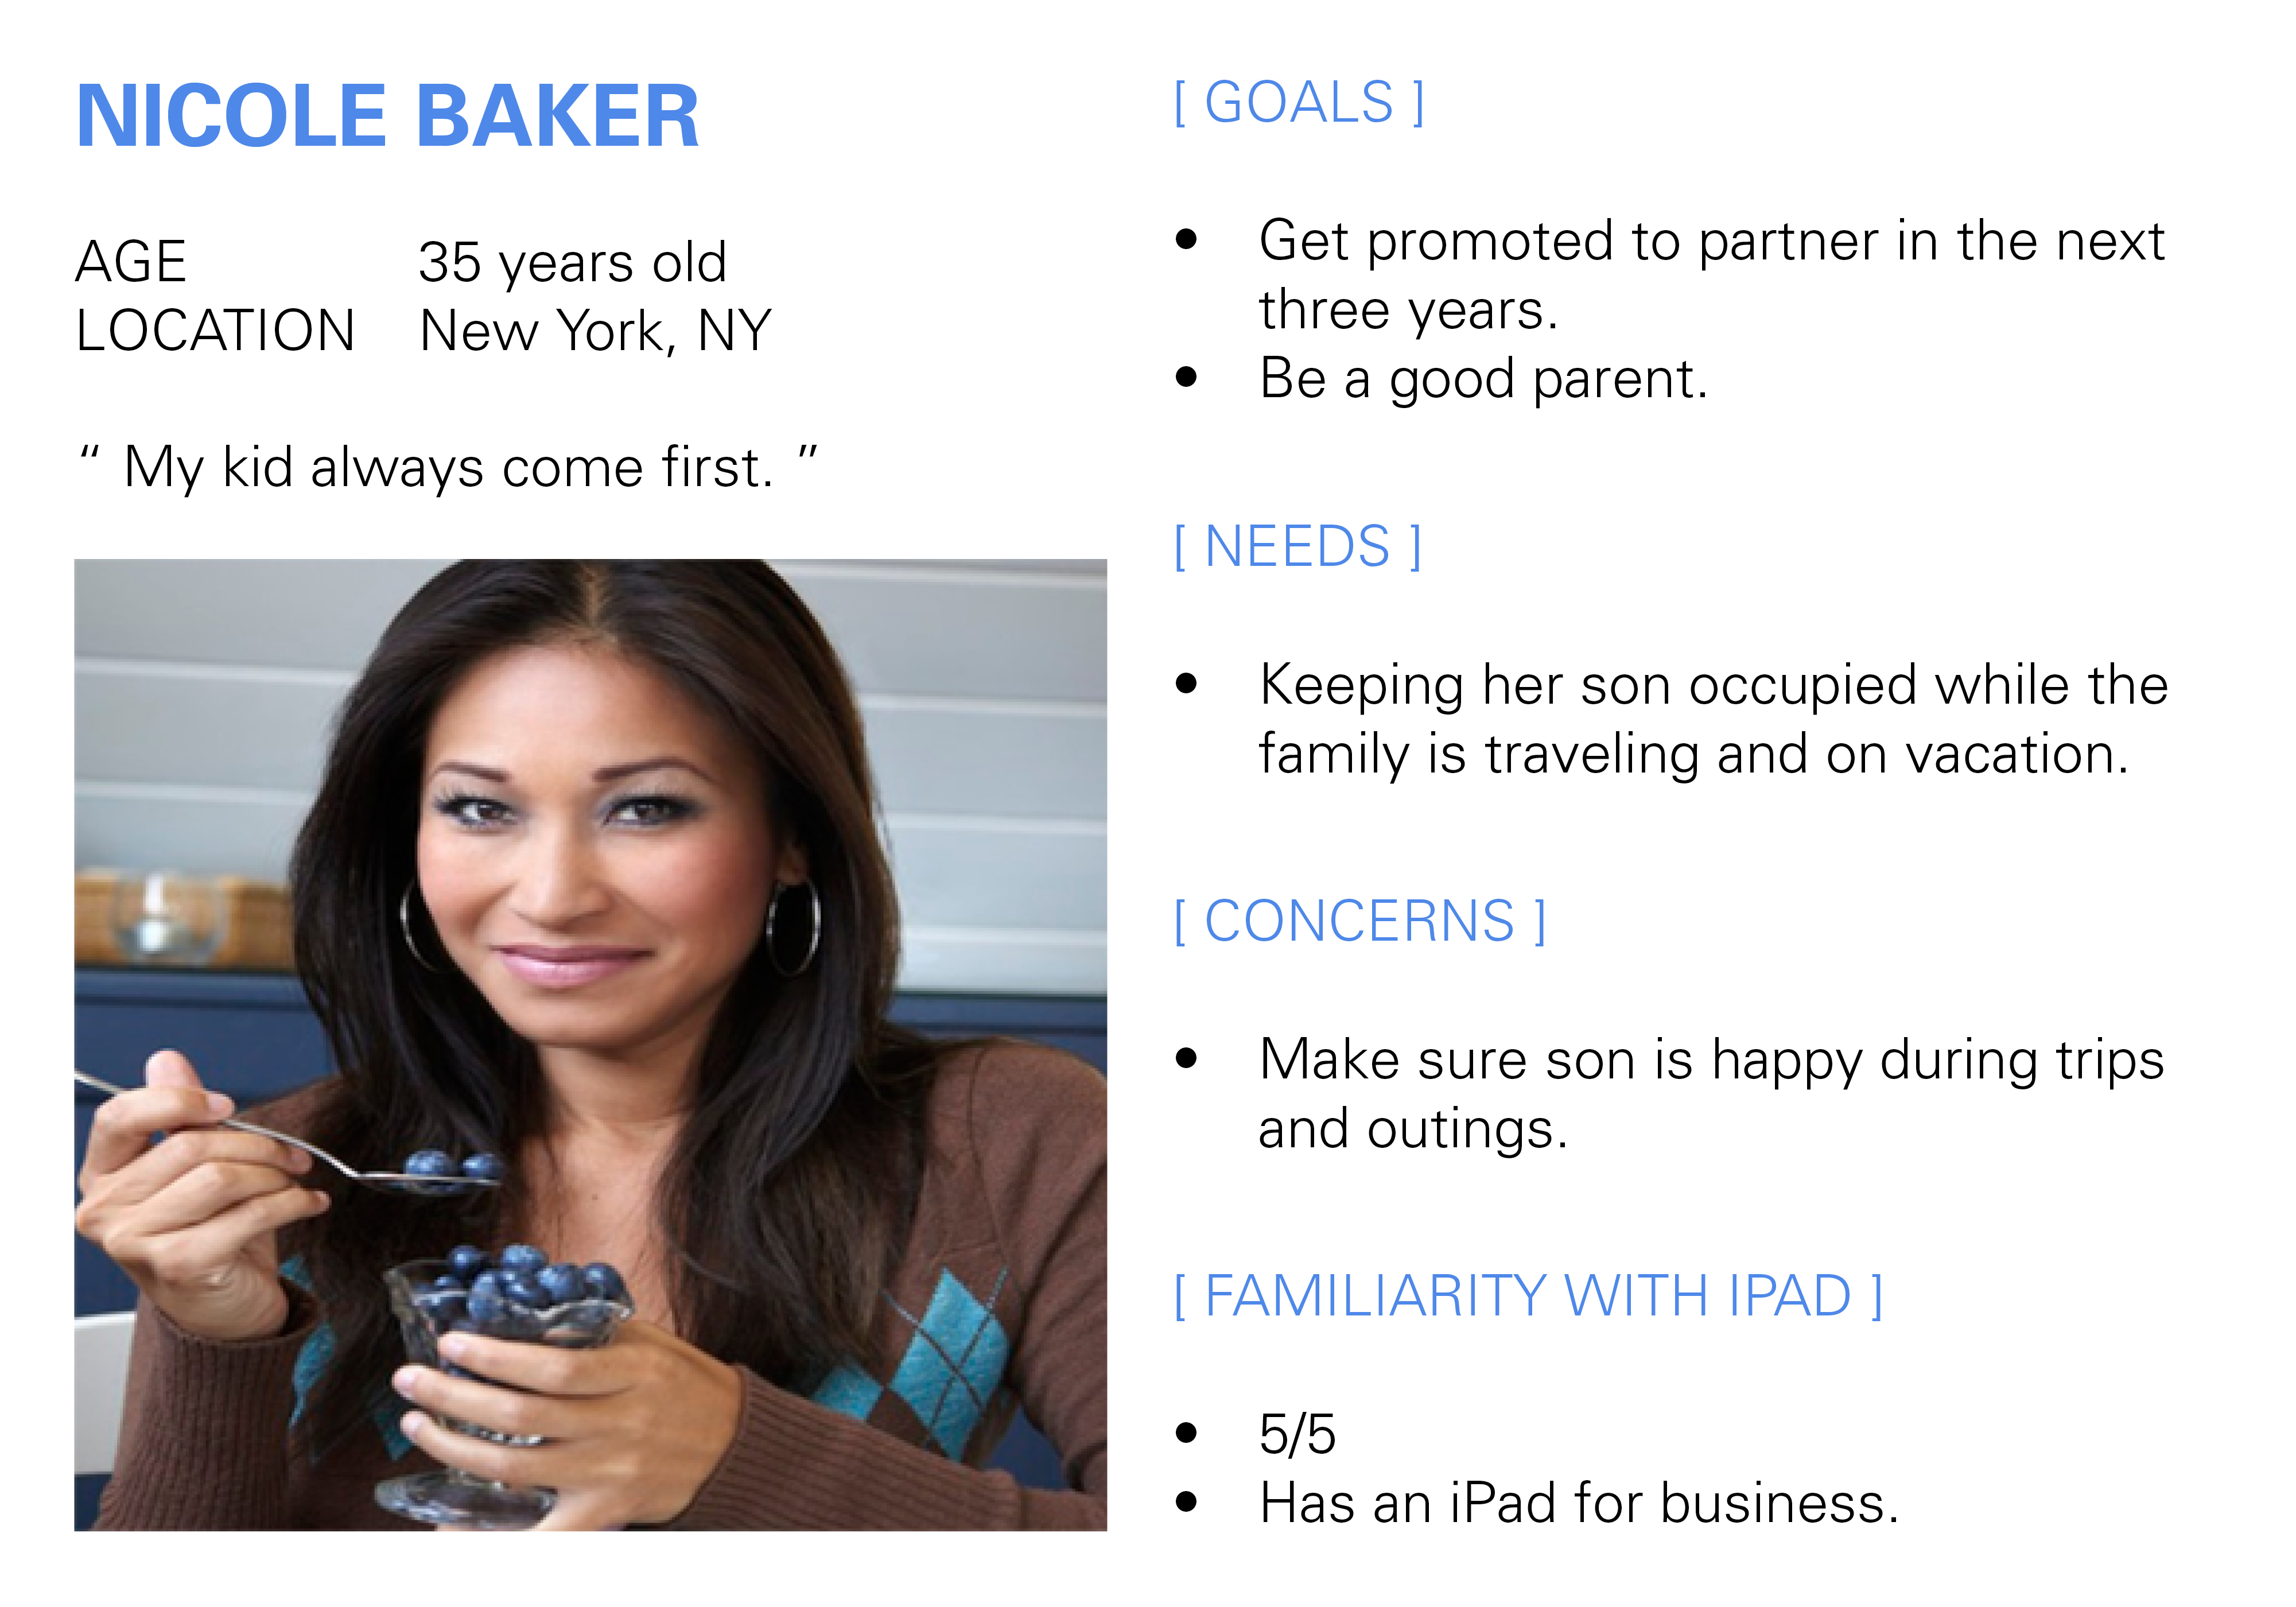 NICOLE BAKER
AGE 35 years old
LOCATION New York, NY
“ My kid always come first. ”
[ GOALS ]
• Get promoted to partner in the next
three years.
• Be a good parent.
[ NEEDS ]
• Keeping her son occupied while the
family is traveling and on vacation.
[ CONCERNS ]
• Make sure son is happy during trips
and outings.
[ FAMILIARITY WITH IPAD ]
• 5/5
• Has an iPad for business.